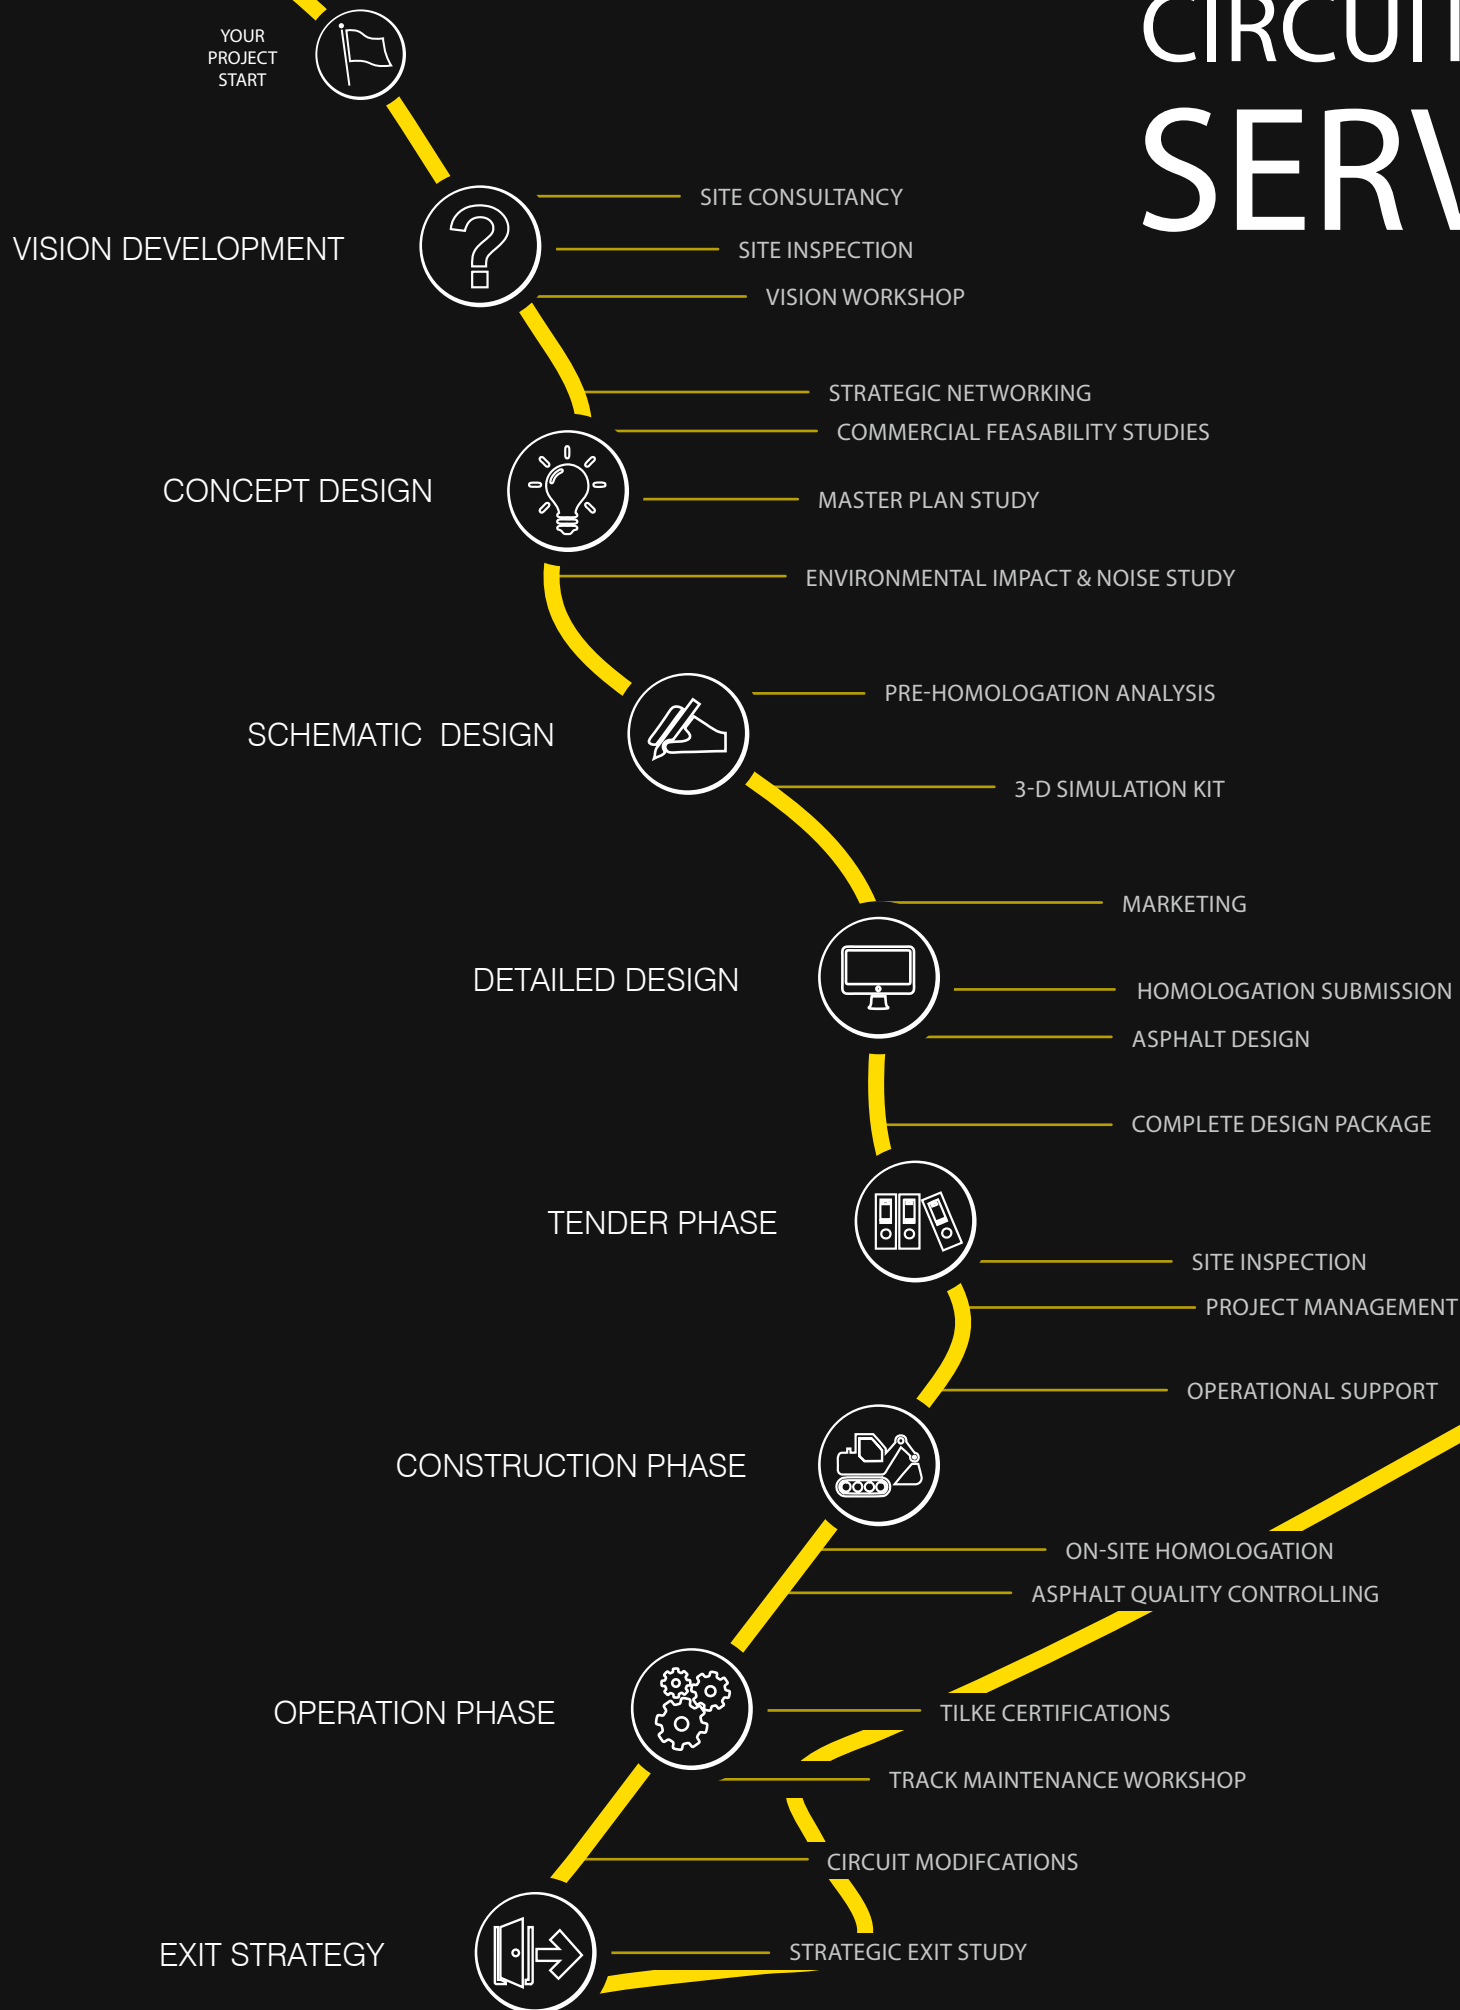 CIRCUIT
SERV
YOUR
PROJECT
START
SITE CONSULTANCY
VISION DEVELOPMENT
SITE INSPECTION
VISION WORKSHOP
STRATEGIC NETWORKING
COMMERCIAL FEASABILITY STUDIES
CONCEPT DESIGN
MASTER PLAN STUDY
ENVIRONMENTAL IMPACT & NOISE STUDY
PRE-HOMOLOGATION ANALYSIS
SCHEMATIC DESIGN
3-D SIMULATION KIT
MARKETING
DETAILED DESIGN
HOMOLOGATION SUBMISSION
ASPHALT DESIGN
COMPLETE DESIGN PACKAGE
TENDER PHASE
SITE INSPECTION
PROJECT MANAGEMENT
OPERATIONAL SUPPORT
CONSTRUCTION PHASE
ON-SITE HOMOLOGATION
ASPHALT QUALITY CONTROLLING
OPERATION PHASE
TILKE CERTIFICATIONS
TRACK MAINTENANCE WORKSHOP
CIRCUIT MODIFCATIONS
EXIT STRATEGY
STRATEGIC EXIT STUDY